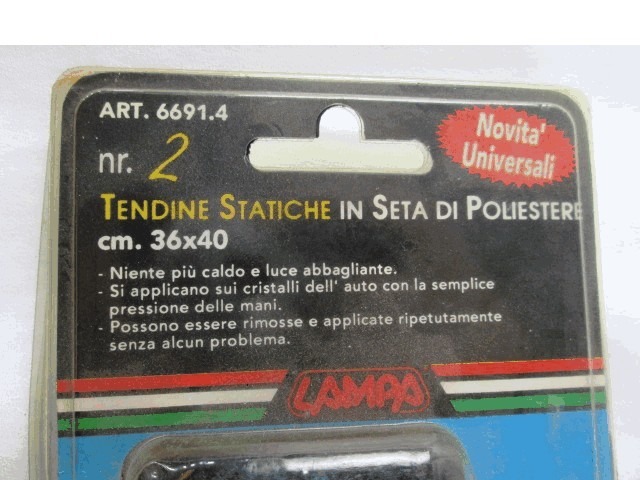 ART. 6691.4
nr. 2
Novita'
Universali
TENDINE STATICHE IN SETA DI POLIESTERE
cm. 36x40
- Niente più caldo e luce abbagliante.
- Si applicano sui cristalli dell' auto con la semplice
pressione delle mani.
- Possono essere rimosse e applicate ripetutamente
senza alcun problema.
LAMPA